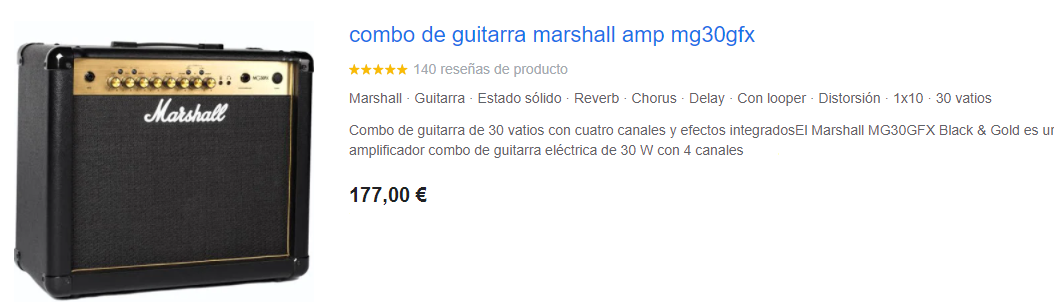 combo de guitarra marshall amp mg30gfx
140 reseñas de producto
Marshall · Guitarra · Estado sólido · Reverb · Chorus · Delay · Con looper · Distorsión · 1x10 · 30 vatios
Combo de guitarra de 30 vatios con cuatro canales y efectos integradosEl Marshall MG30GFX Black & Gold es un
amplificador combo de guitarra eléctrica de 30 W con 4 canales
177,00 €
Marshall